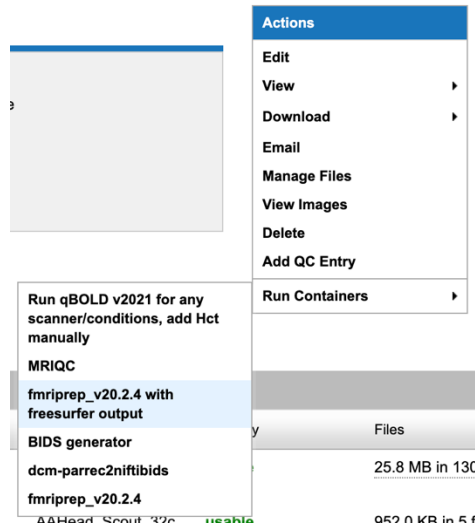 Actions
Edit
View
Download
Email
Manage Files
View Images
Delete
Add QC Entry
Run Containers
Run qBOLD v2021 for any
scanner/conditions, add Hct
manually
MRIQC
fmriprep_v20.2.4 with
freesurfer output
BIDS generator
dcm-parrec2niftibids
fmriprep_v20.2.4
Files
25.8 MB in 130
AAHead_Scout_32c usable 952.0 KB in 5 f